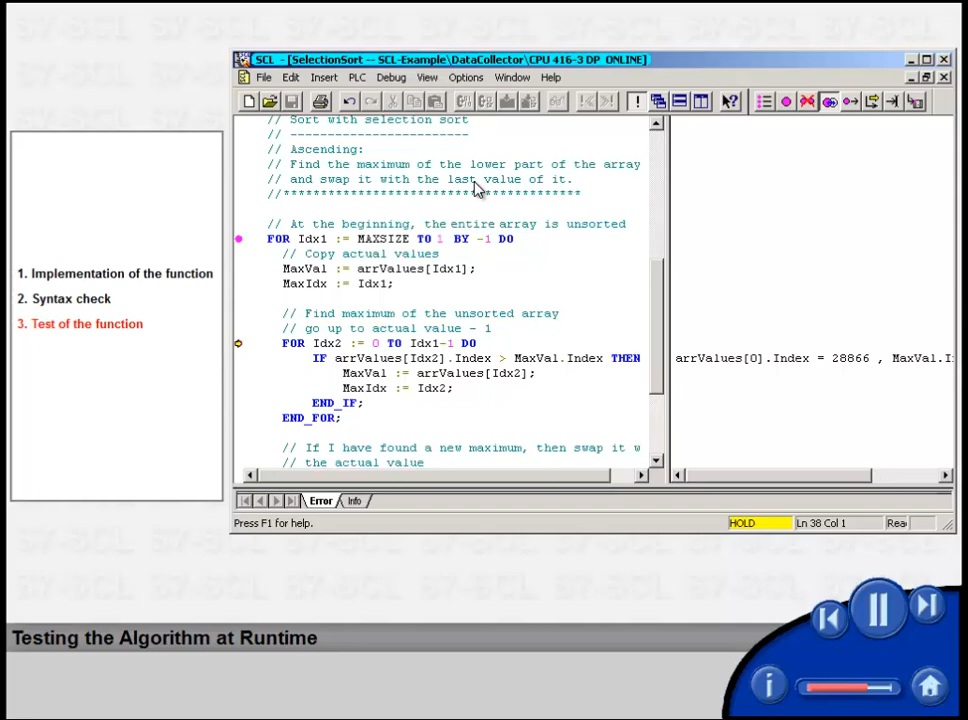 SCL - [SelectionSort -- SCL-Example\DataCollector\CPU 416-3 DP ONLINE]
File Edit Insert PLC Debug View Options Window Help
// Sort with selection sort
// ------------------------
// Ascending:
// Find the maximum of the lower part of the array
// and swap it with the last value of it.
//****************************************
// At the beginning, the entire array is unsorted
FOR Idx1 := MAXSIZE TO 1 BY -1 DO
// Copy actual values
MaxVal := arrValues[Idx1];
MaxIdx := Idx1;
// Find maximum of the unsorted array
// go up to actual value - 1
FOR Idx2 := 0 TO Idx1-1 DO
IF arrValues[Idx2].Index > MaxVal.Index THEN
MaxVal := arrValues[Idx2];
MaxIdx := Idx2;
END_IF;
END_FOR;
// If I have found a new maximum, then swap it w
// the actual value
arrValues[0].Index = 28866 , MaxVal.I
Error Info
Press F1 for help.
HOLD Ln 38 Col 1 Rea
1. Implementation of the function
2. Syntax check
3. Test of the function
Testing the Algorithm at Runtime
i